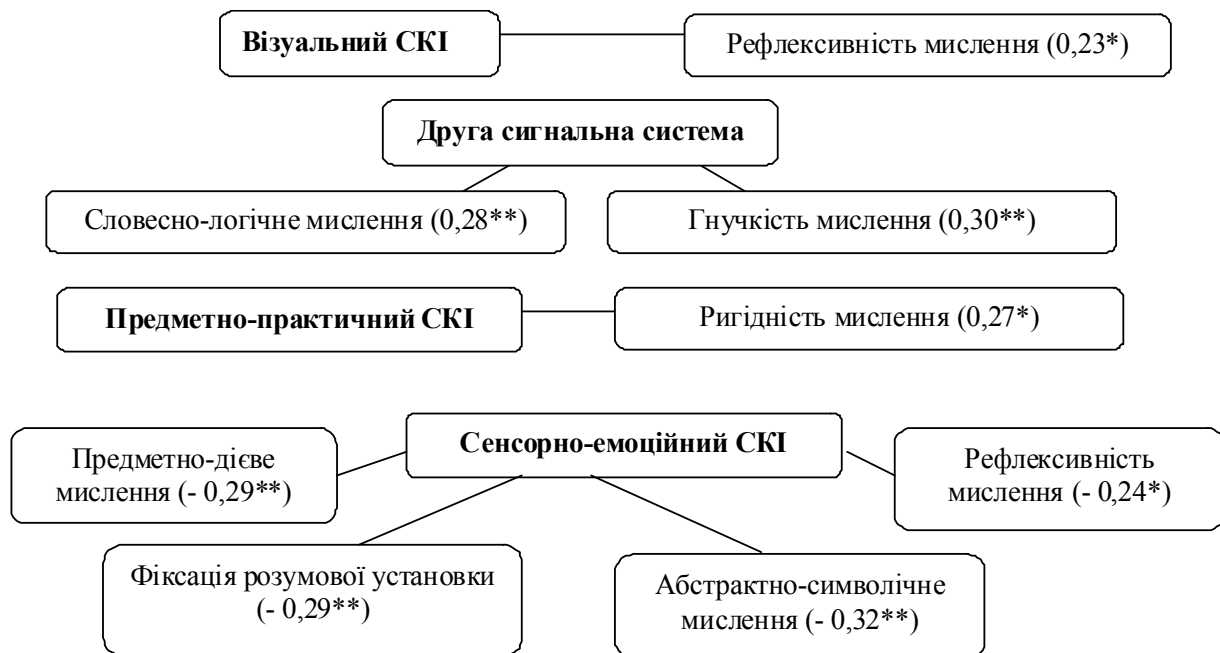 Візуальний СКІ
Рефлексивність мислення (0,23*)
Друга сигнальна система
Словесно-логічне мислення (0,28**)
Гнучкість мислення (0,30**)
Предметно-практичний СКІ
Ригідність мислення (0,27*)
Сенсорно-емоційний СКІ
Предметно-дієве
мислення (- 0,29**)
Рефлексивність
мислення (- 0,24*)
Фіксація розумової установки
(- 0,29**)
Абстрактно-символічне
мислення (- 0,32**)